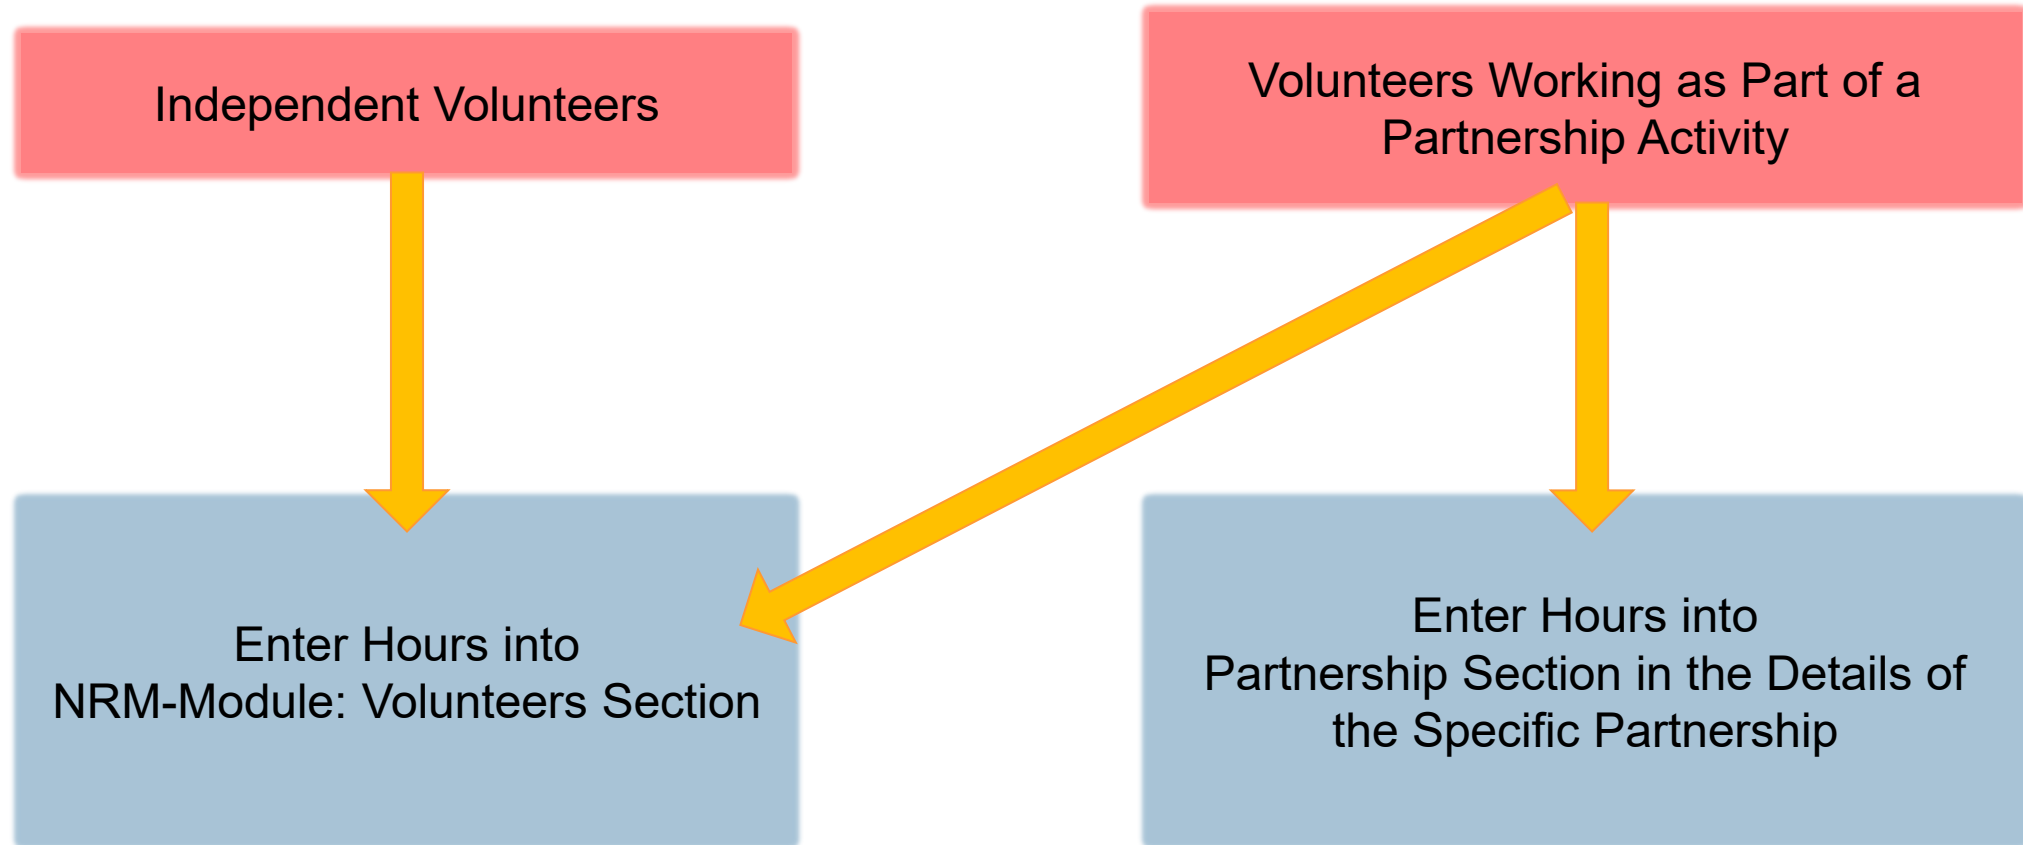 Independent Volunteers
Volunteers Working as Part of a
Partnership Activity
Enter Hours into
NRM-Module: Volunteers Section
Enter Hours into
Partnership Section in the Details of
the Specific Partnership